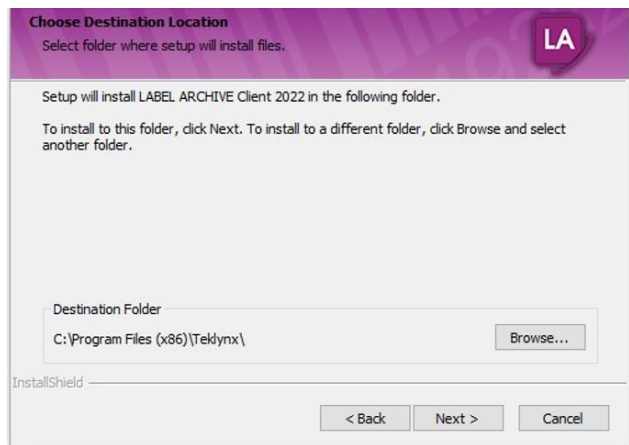 Choose Destination Location
Select folder where setup will install files.
LA
Setup will install LABEL ARCHIVE Client 2022 in the following folder.
To install to this folder, click Next. To install to a different folder, click Browse and select
another folder.
Destination Folder
C:\Program Files (x86)\Teklynx\
Browse...
InstallShield
< Back
Next >
Cancel